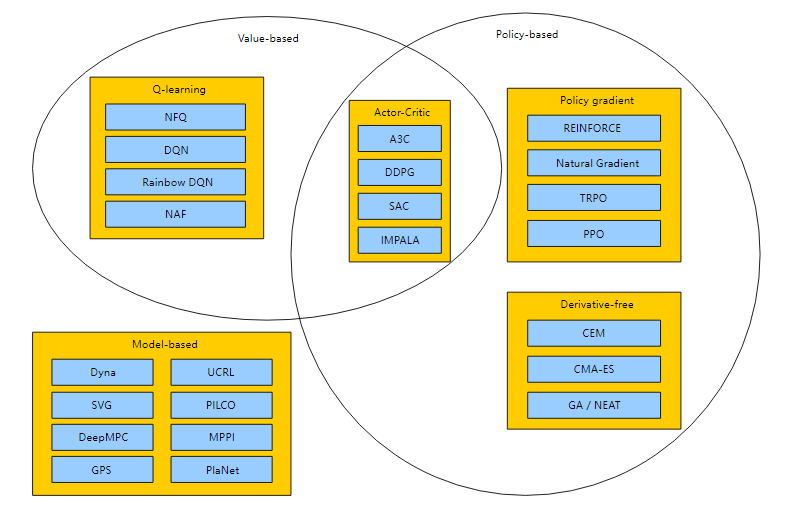 Value-based
Policy-based
Q-learning
NFQ
DQN
Rainbow DQN
NAF
Actor-Critic
A3C
DDPG
SAC
IMPALA
Policy gradient
REINFORCE
Natural Gradient
TRPO
PPO
Derivative-free
CEM
CMA-ES
GA / NEAT
Model-based
Dyna
UCRL
SVG
PILCO
DeepMPC
MPPI
GPS
PlaNet